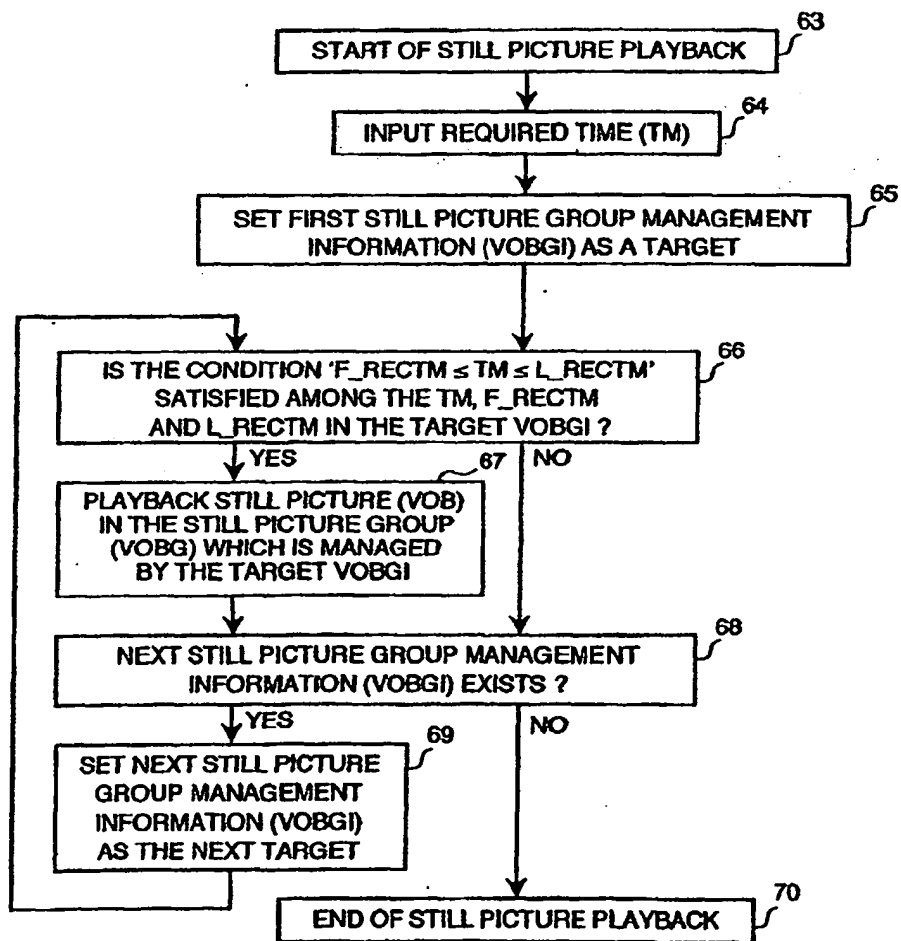 63
START OF STILL PICTURE PLAYBACK
64
INPUT REQUIRED TIME (TM)
65
SET FIRST STILL PICTURE GROUP MANAGEMENT
INFORMATION (VOBGI) AS A TARGET
66
IS THE CONDITION 'F_RECTM ≤ TM ≤ L_RECTM'
SATISFIED AMONG THE TM, F_RECTM
AND L_RECTM IN THE TARGET VOBGI ?
YES
NO
67
PLAYBACK STILL PICTURE (VOB)
IN THE STILL PICTURE GROUP
(VOBG) WHICH IS MANAGED
BY THE TARGET VOBGI
68
NEXT STILL PICTURE GROUP MANAGEMENT
INFORMATION (VOBGI) EXISTS ?
YES
NO
69
SET NEXT STILL PICTURE
GROUP MANAGEMENT
INFORMATION (VOBGI)
AS THE NEXT TARGET
70
END OF STILL PICTURE PLAYBACK